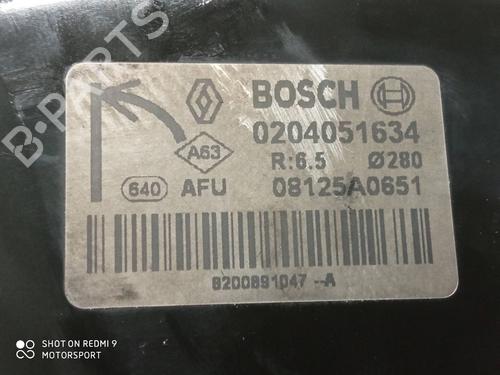 B-PARTS
BOSCH
A63
0204051634
R:6.5 Ø280
640 AFU 08125A0651
8200891047--A
SHOT ON REDMI 9
MOTORSPORT